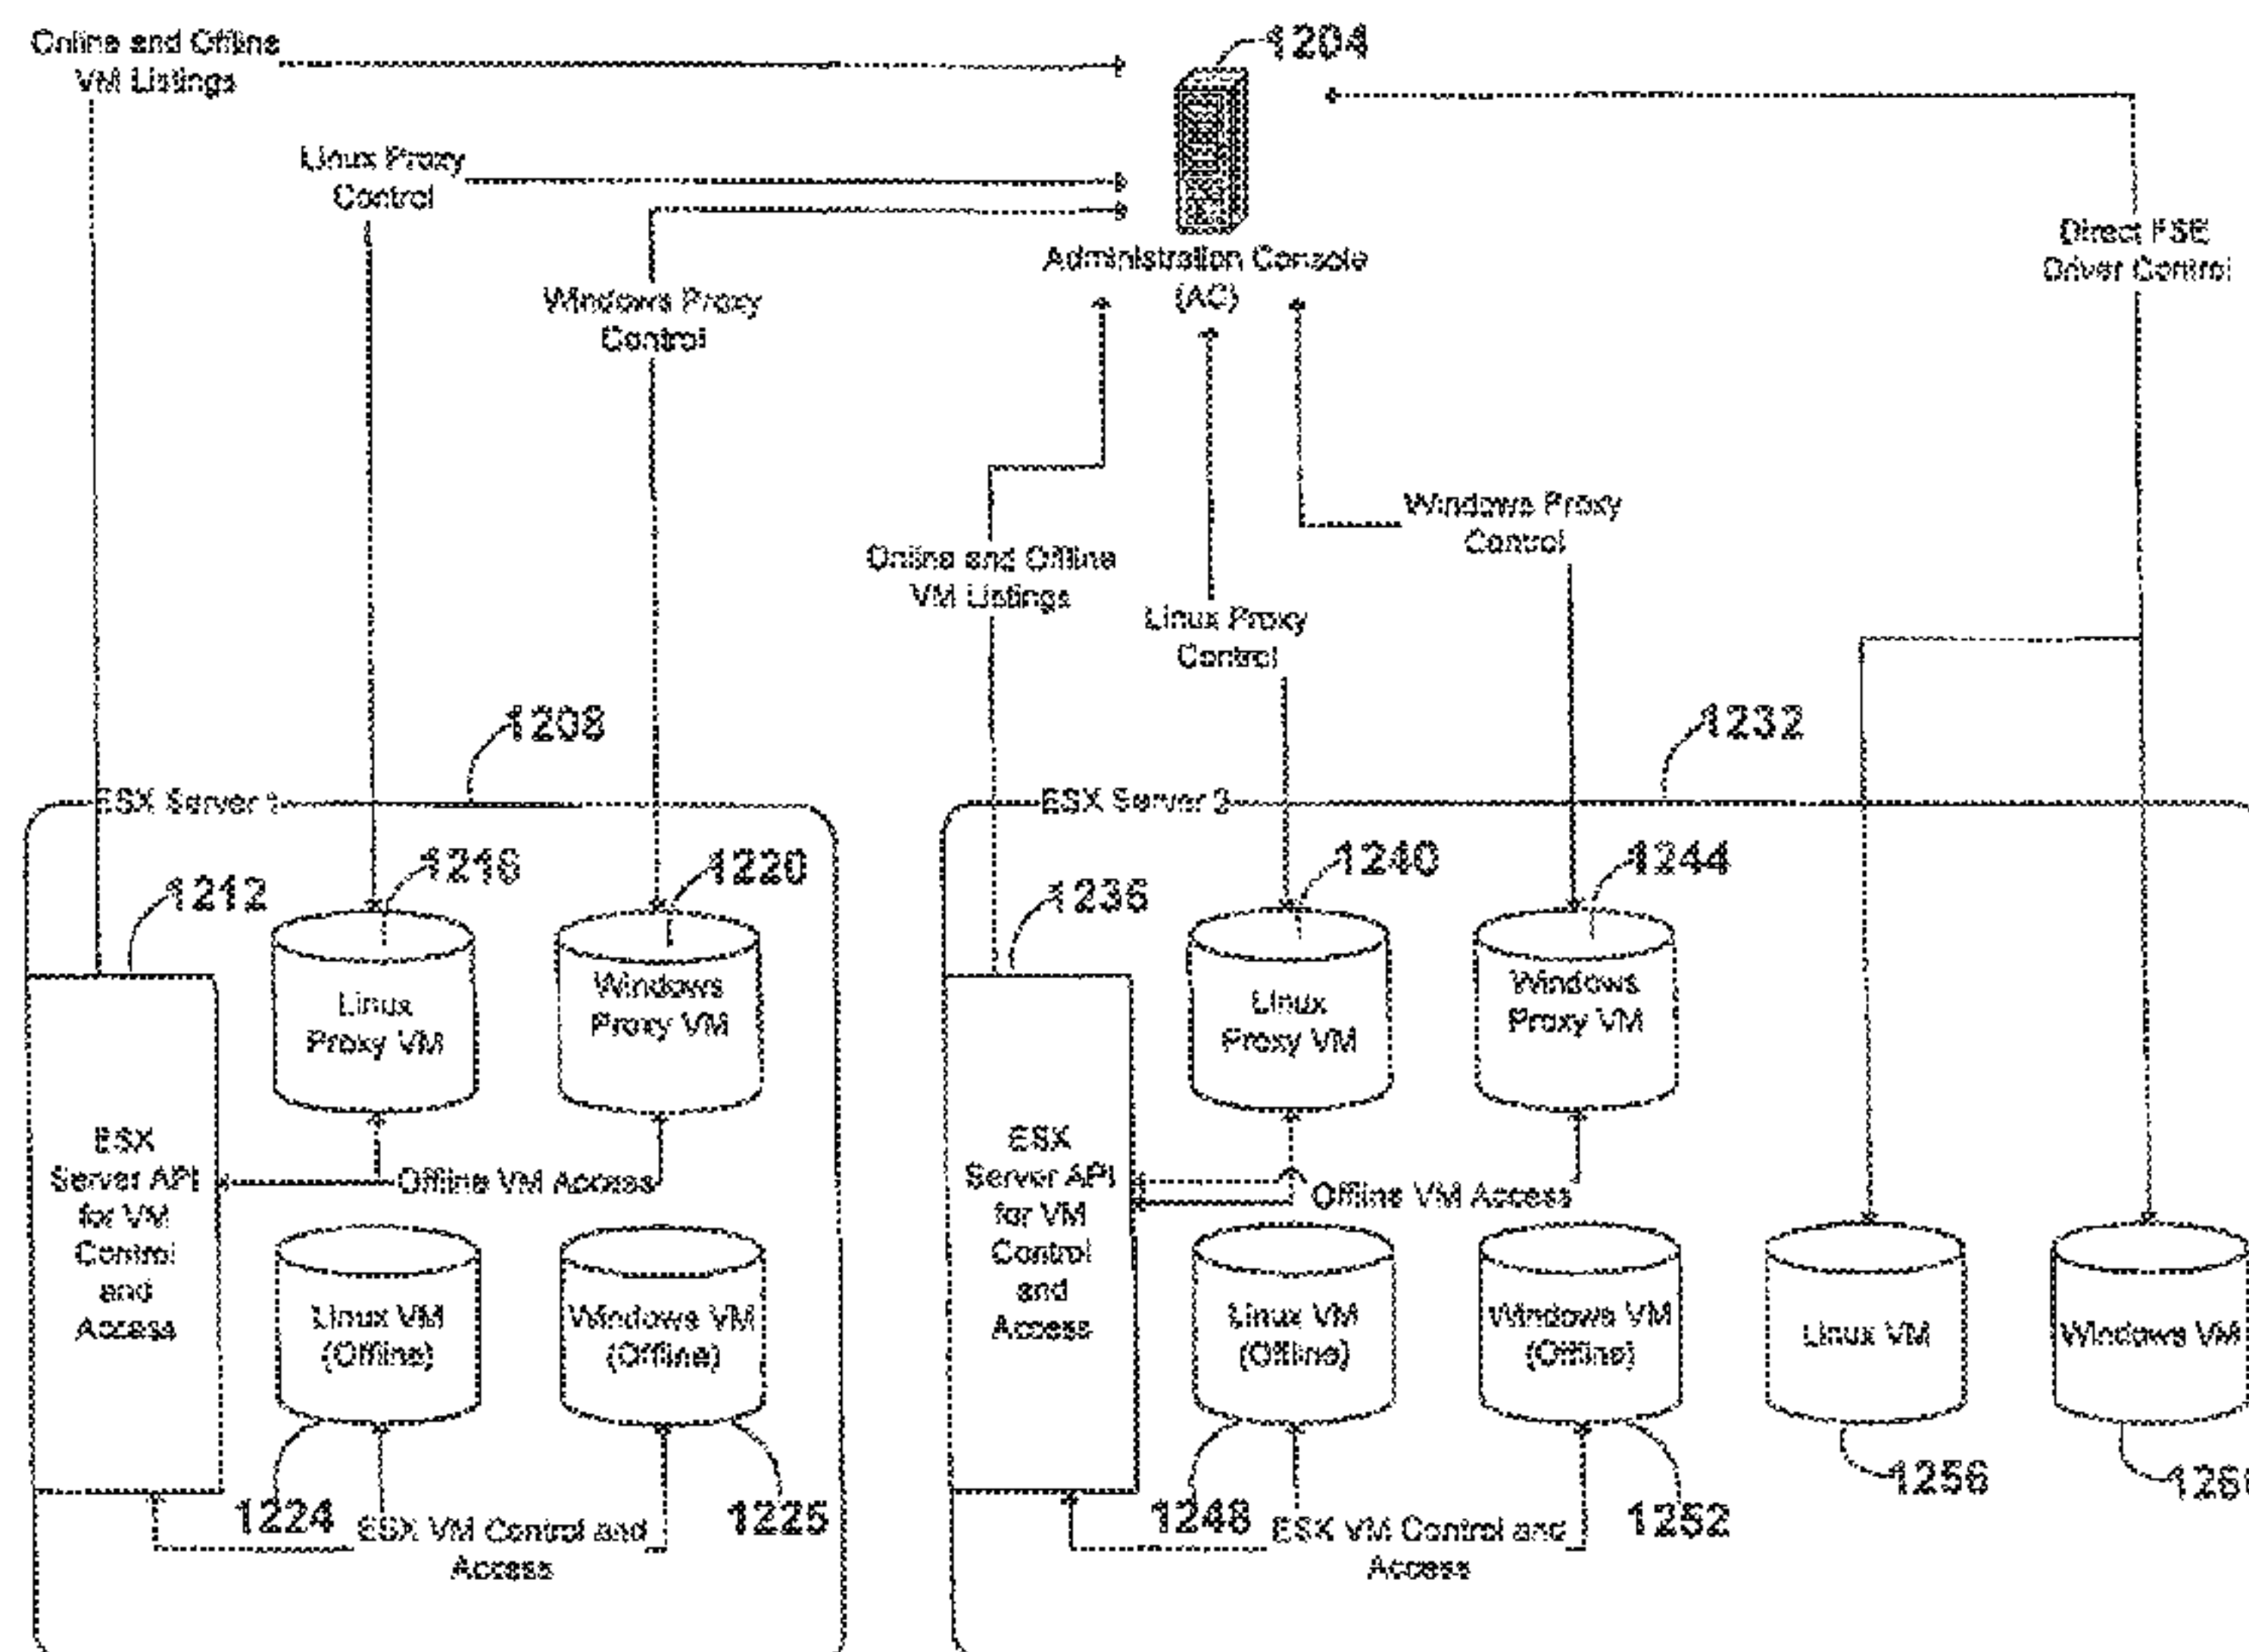 Online and Offline
VM Listings
1204
Linux Proxy
Control
Windows Proxy
Control
Administration Console
(AC)
Direct FSE
Driver Control
Windows Proxy
Control
Online and Offline
VM Listings
Linux Proxy
Control
1208
1232
ESX Server 1
ESX Server 2
1212
1216
1220
1236
1240
1244
Linux
Proxy VM
Windows
Proxy VM
Linux
Proxy VM
Windows
Proxy VM
ESX
Server API
for VM
Control
and
Access
Offline VM Access
ESX
Server API
for VM
Control
and
Access
Offline VM Access
Linux VM
(Offline)
Windows VM
(Offline)
Linux VM
(Offline)
Windows VM
(Offline)
Linux VM
Windows VM
1224
1225
1248
1252
1256
ESX VM Control and
Access
ESX VM Control and
Access